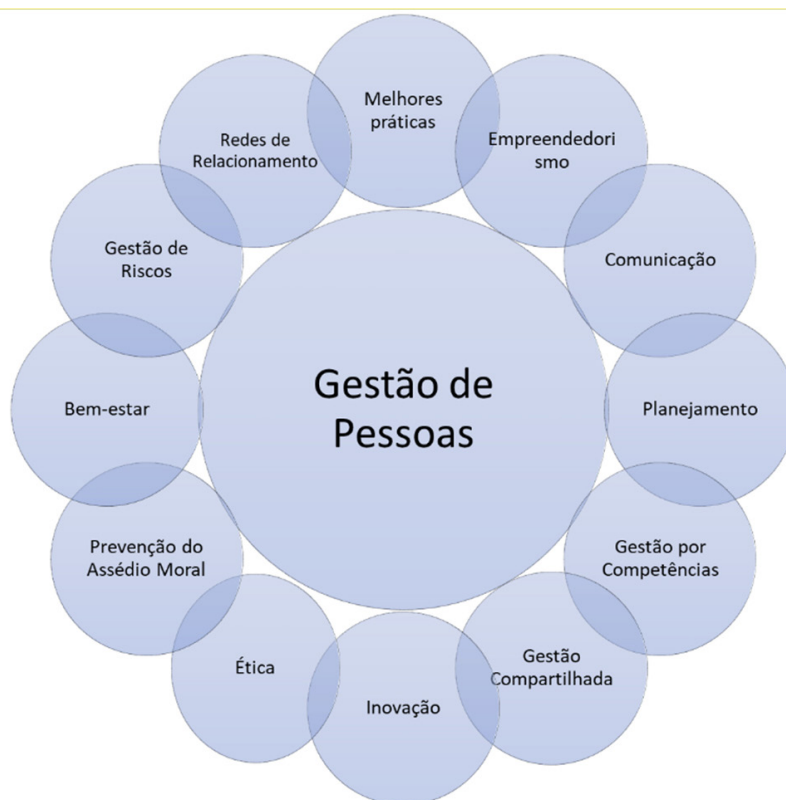 Melhores
práticas
Empreendedori
smo
Comunicação
Planejamento
Gestão por
Competências
Gestão
Compartilhada
Inovação
Ética
Prevenção do
Assédio Moral
Bem-estar
Gestão de
Riscos
Redes de
Relacionamento
Gestão de
Pessoas